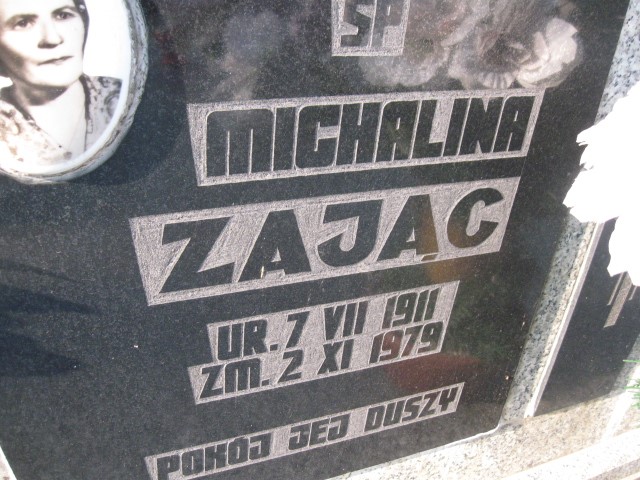 ŚP
MICHALINA
ZAJĄC
UR. 7 VII 1911
ZM. 2 XI 1979
POKÓJ JEJ DUSZY